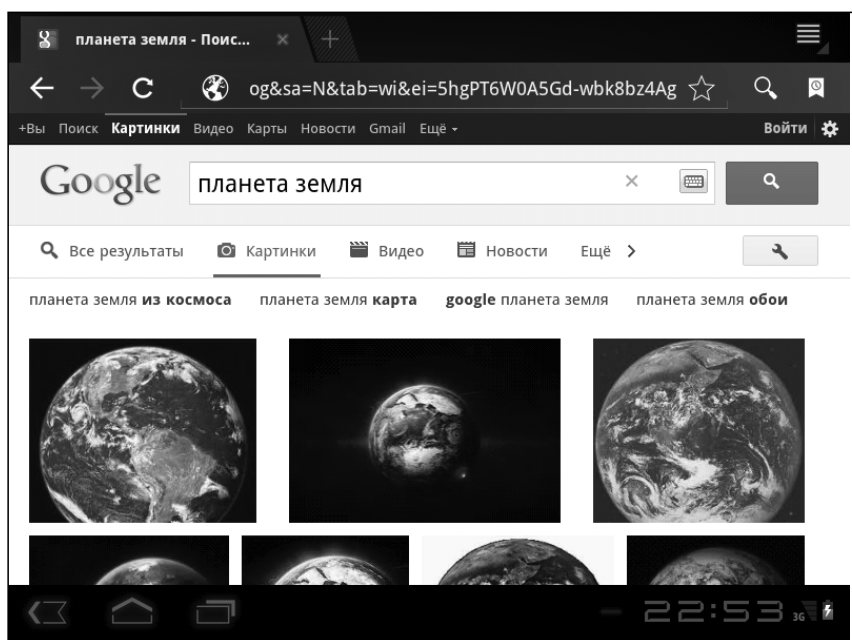 планета земля - Поис...
og&sa=N&tab=wi&ei=5hgPT6W0A5Gd-wbk8bz4Ag
+Вы Поиск Картинки Видео Карты Новости Gmail Ещё Войти
Google планета земля
Все результаты Картинки Видео Новости Ещё
планета земля из космоса планета земля карта google планета земля планета земля обои
22:53 3G